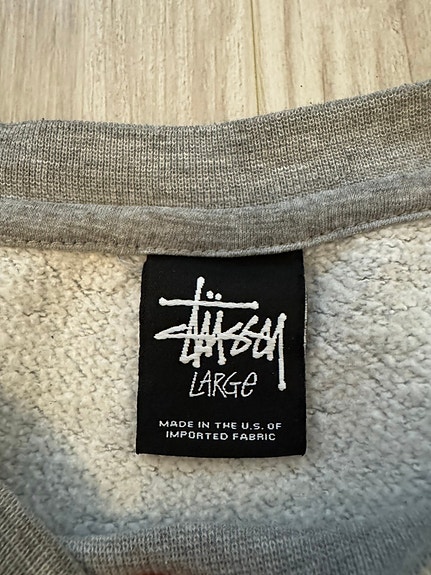 Stüssy
LARGE
MADE IN THE U.S. OF
IMPORTED FABRIC